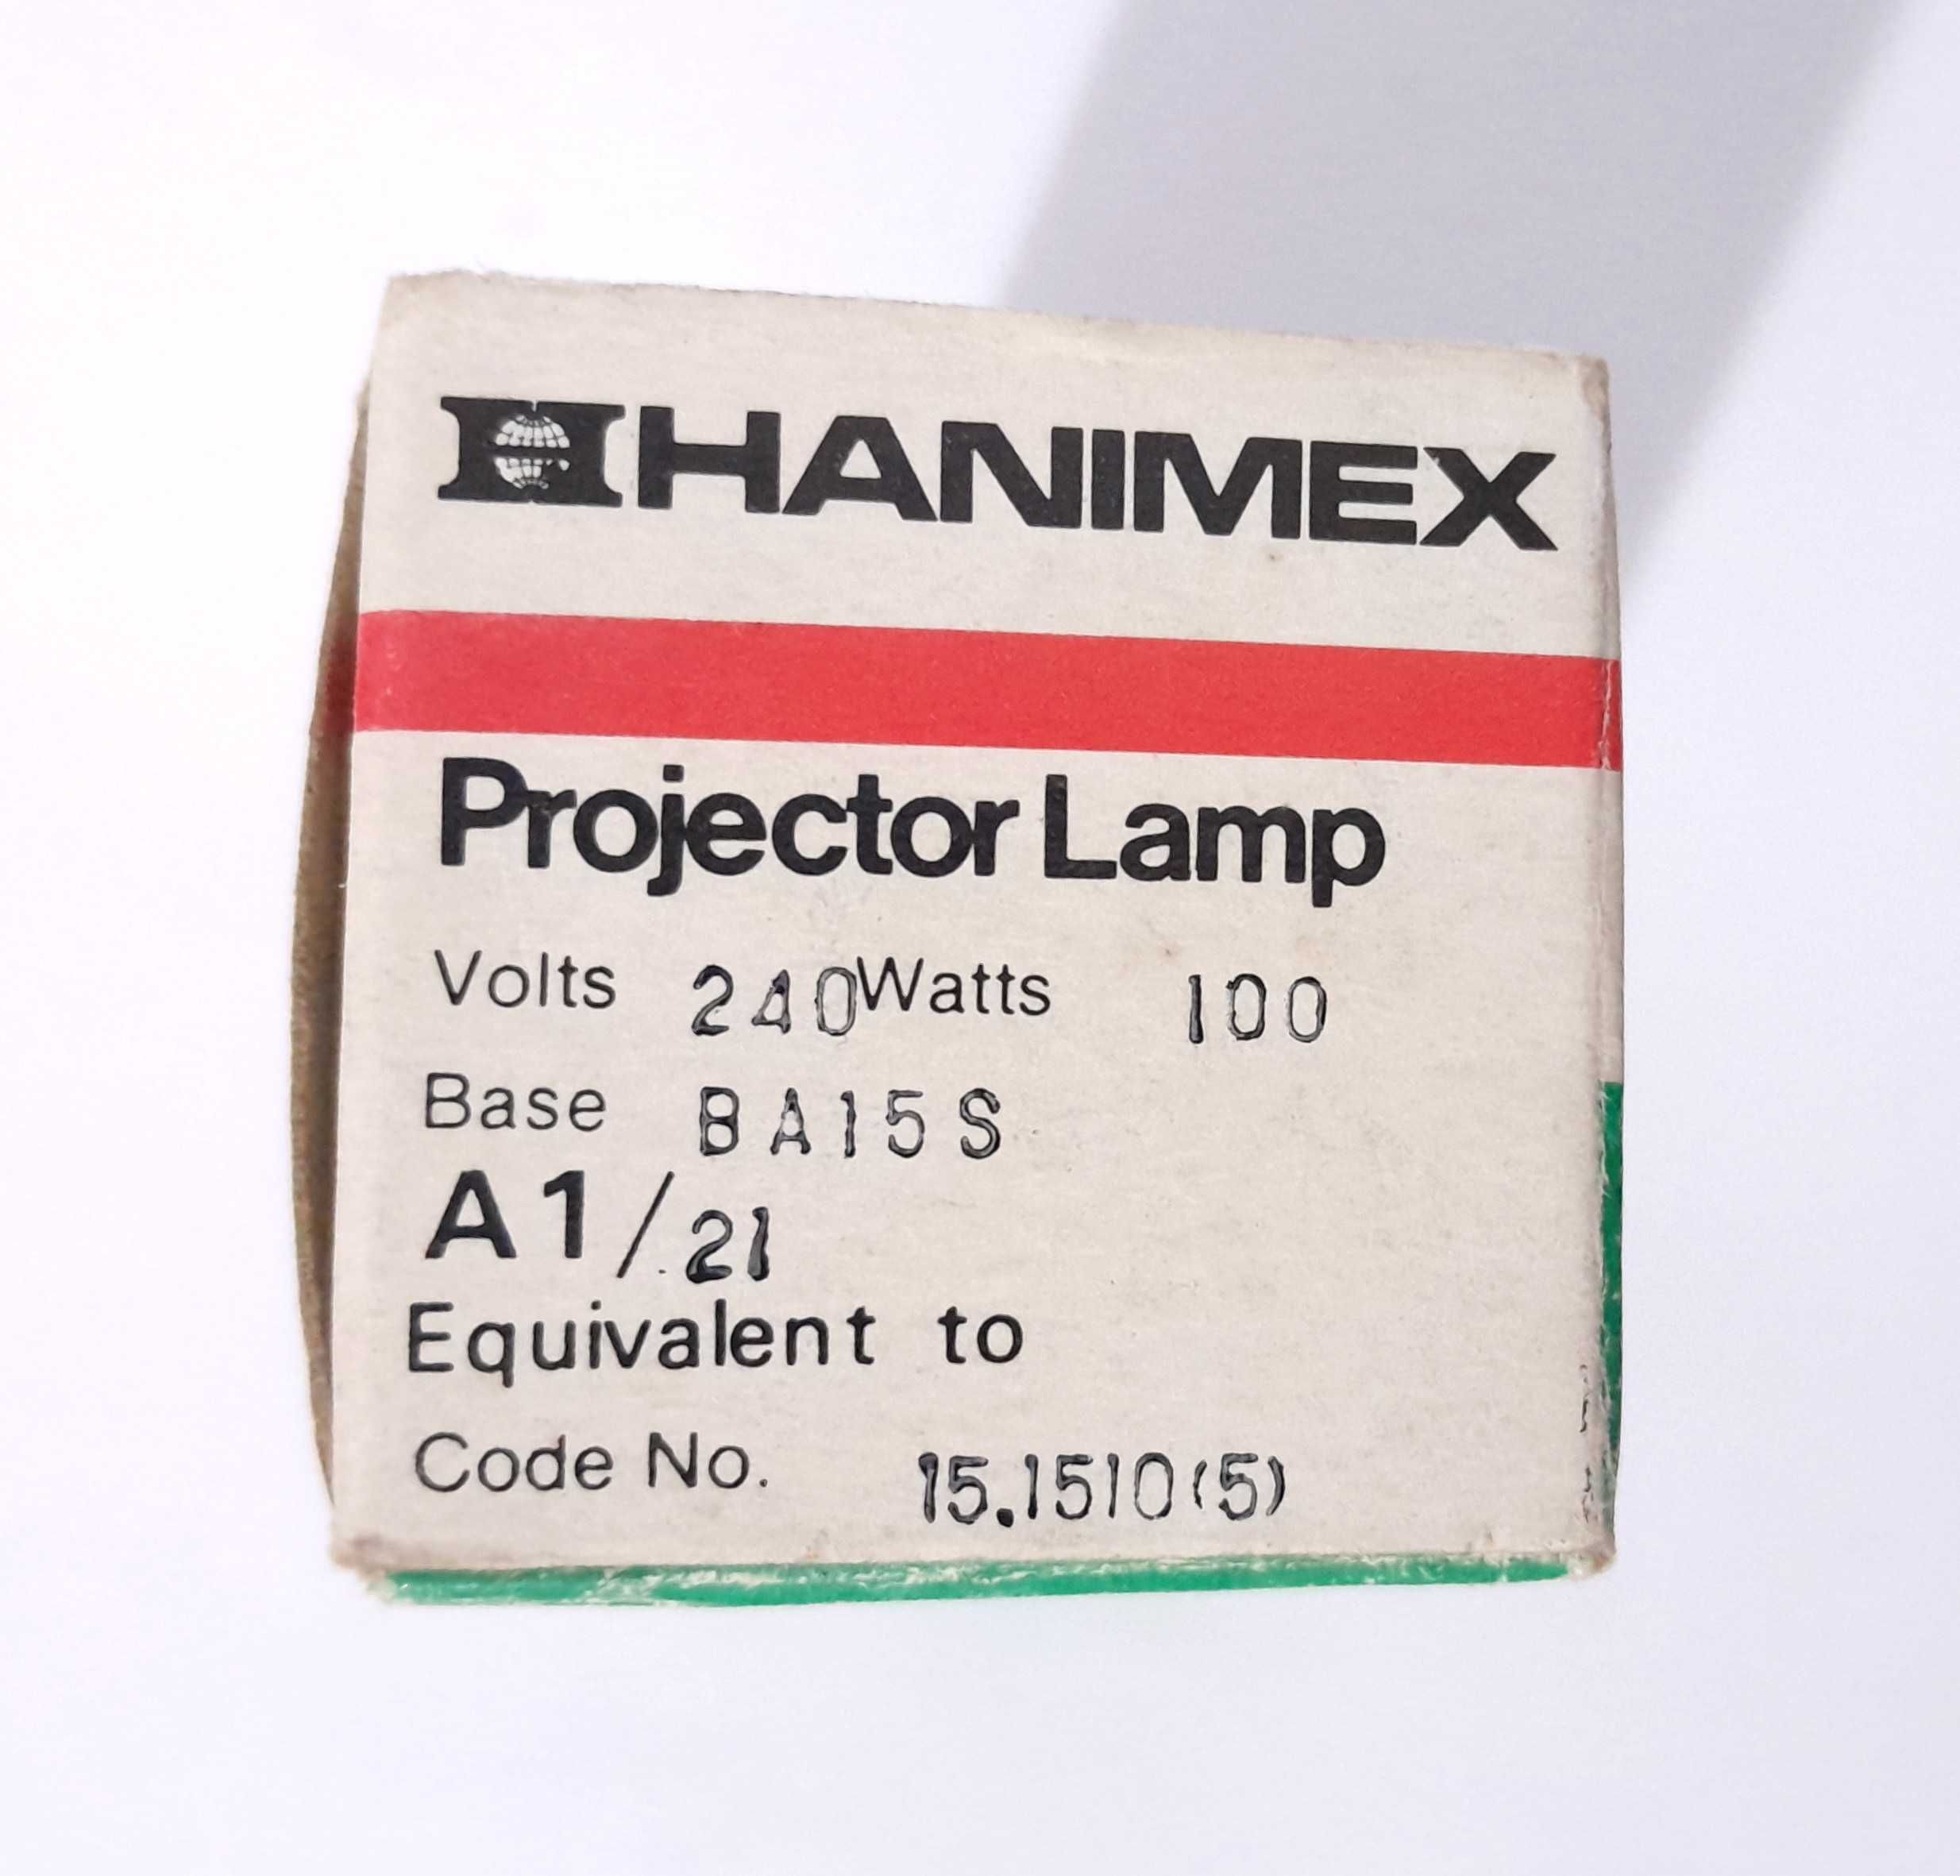 HANIMEX
Projector Lamp
Volts 240 Watts 100
Base BA15S
A1/.21
Equivalent to
Code No. 15.1510(5)